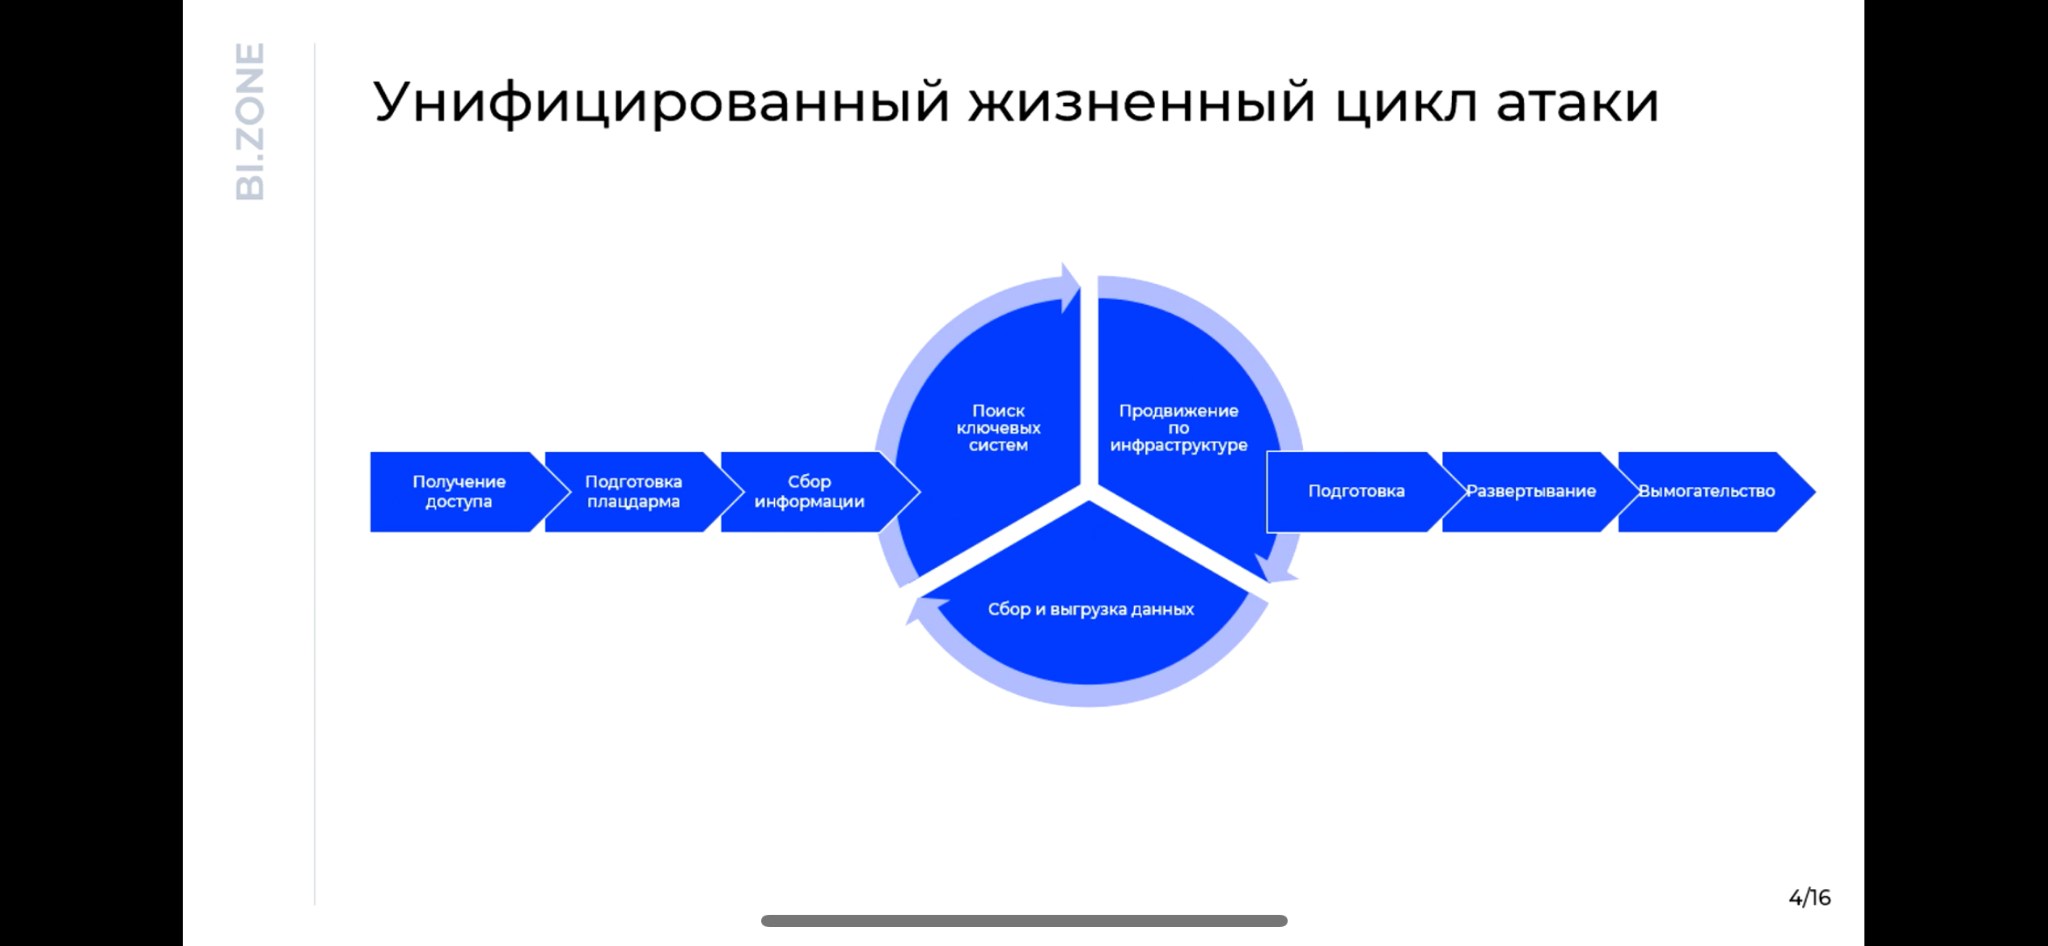 BI.ZONE
Унифицированный жизненный цикл атаки
Получение
доступа
Подготовка
плацдарма
Сбор
информации
Поиск
ключевых
систем
Продвижение
по
инфраструктуре
Сбор и выгрузка данных
Подготовка
Развертывание
Вымогательство
4/16